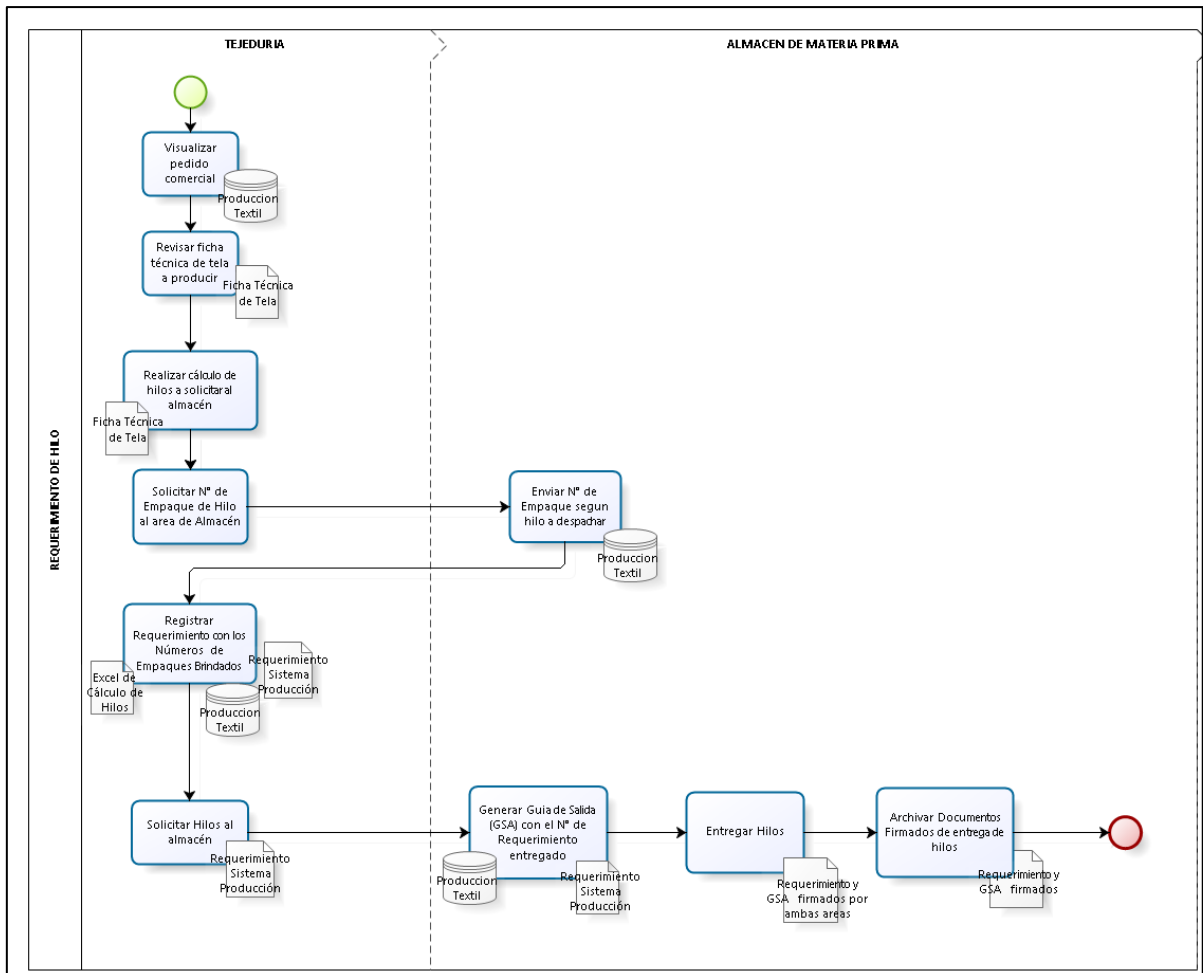 TEJEDURIA
ALMACEN DE MATERIA PRIMA
REQUERIMIENTO DE HILO
Visualizar
pedido
comercial
Produccion
Textil
Revisar ficha
técnica de tela
a producir
Ficha Técnica
de Tela
Realizar cálculo de
hilos a solicitar al
almacén
Ficha Técnica
de Tela
Solicitar N° de
Empaque de Hilo
al area de Almacén
Enviar N° de
Empaque segun
hilo a despachar
Produccion
Textil
Registrar
Requerimiento con los
Números de
Empaques Brindados
Excel de
Cálculo de
Hilos
Produccion
Textil
Requerimiento
Sistema
Producción
Solicitar Hilos al
almacén
Requerimiento
Sistema
Producción
Generar Guia de Salida
(GSA) con el N° de
Requerimiento
entregado
Produccion
Textil
Requerimiento
Sistema
Producción
Entregar Hilos
Requerimiento y
GSA firmados por
ambas areas
Archivar Documentos
Firmados de entrega de
hilos
Requerimiento y
GSA firmados